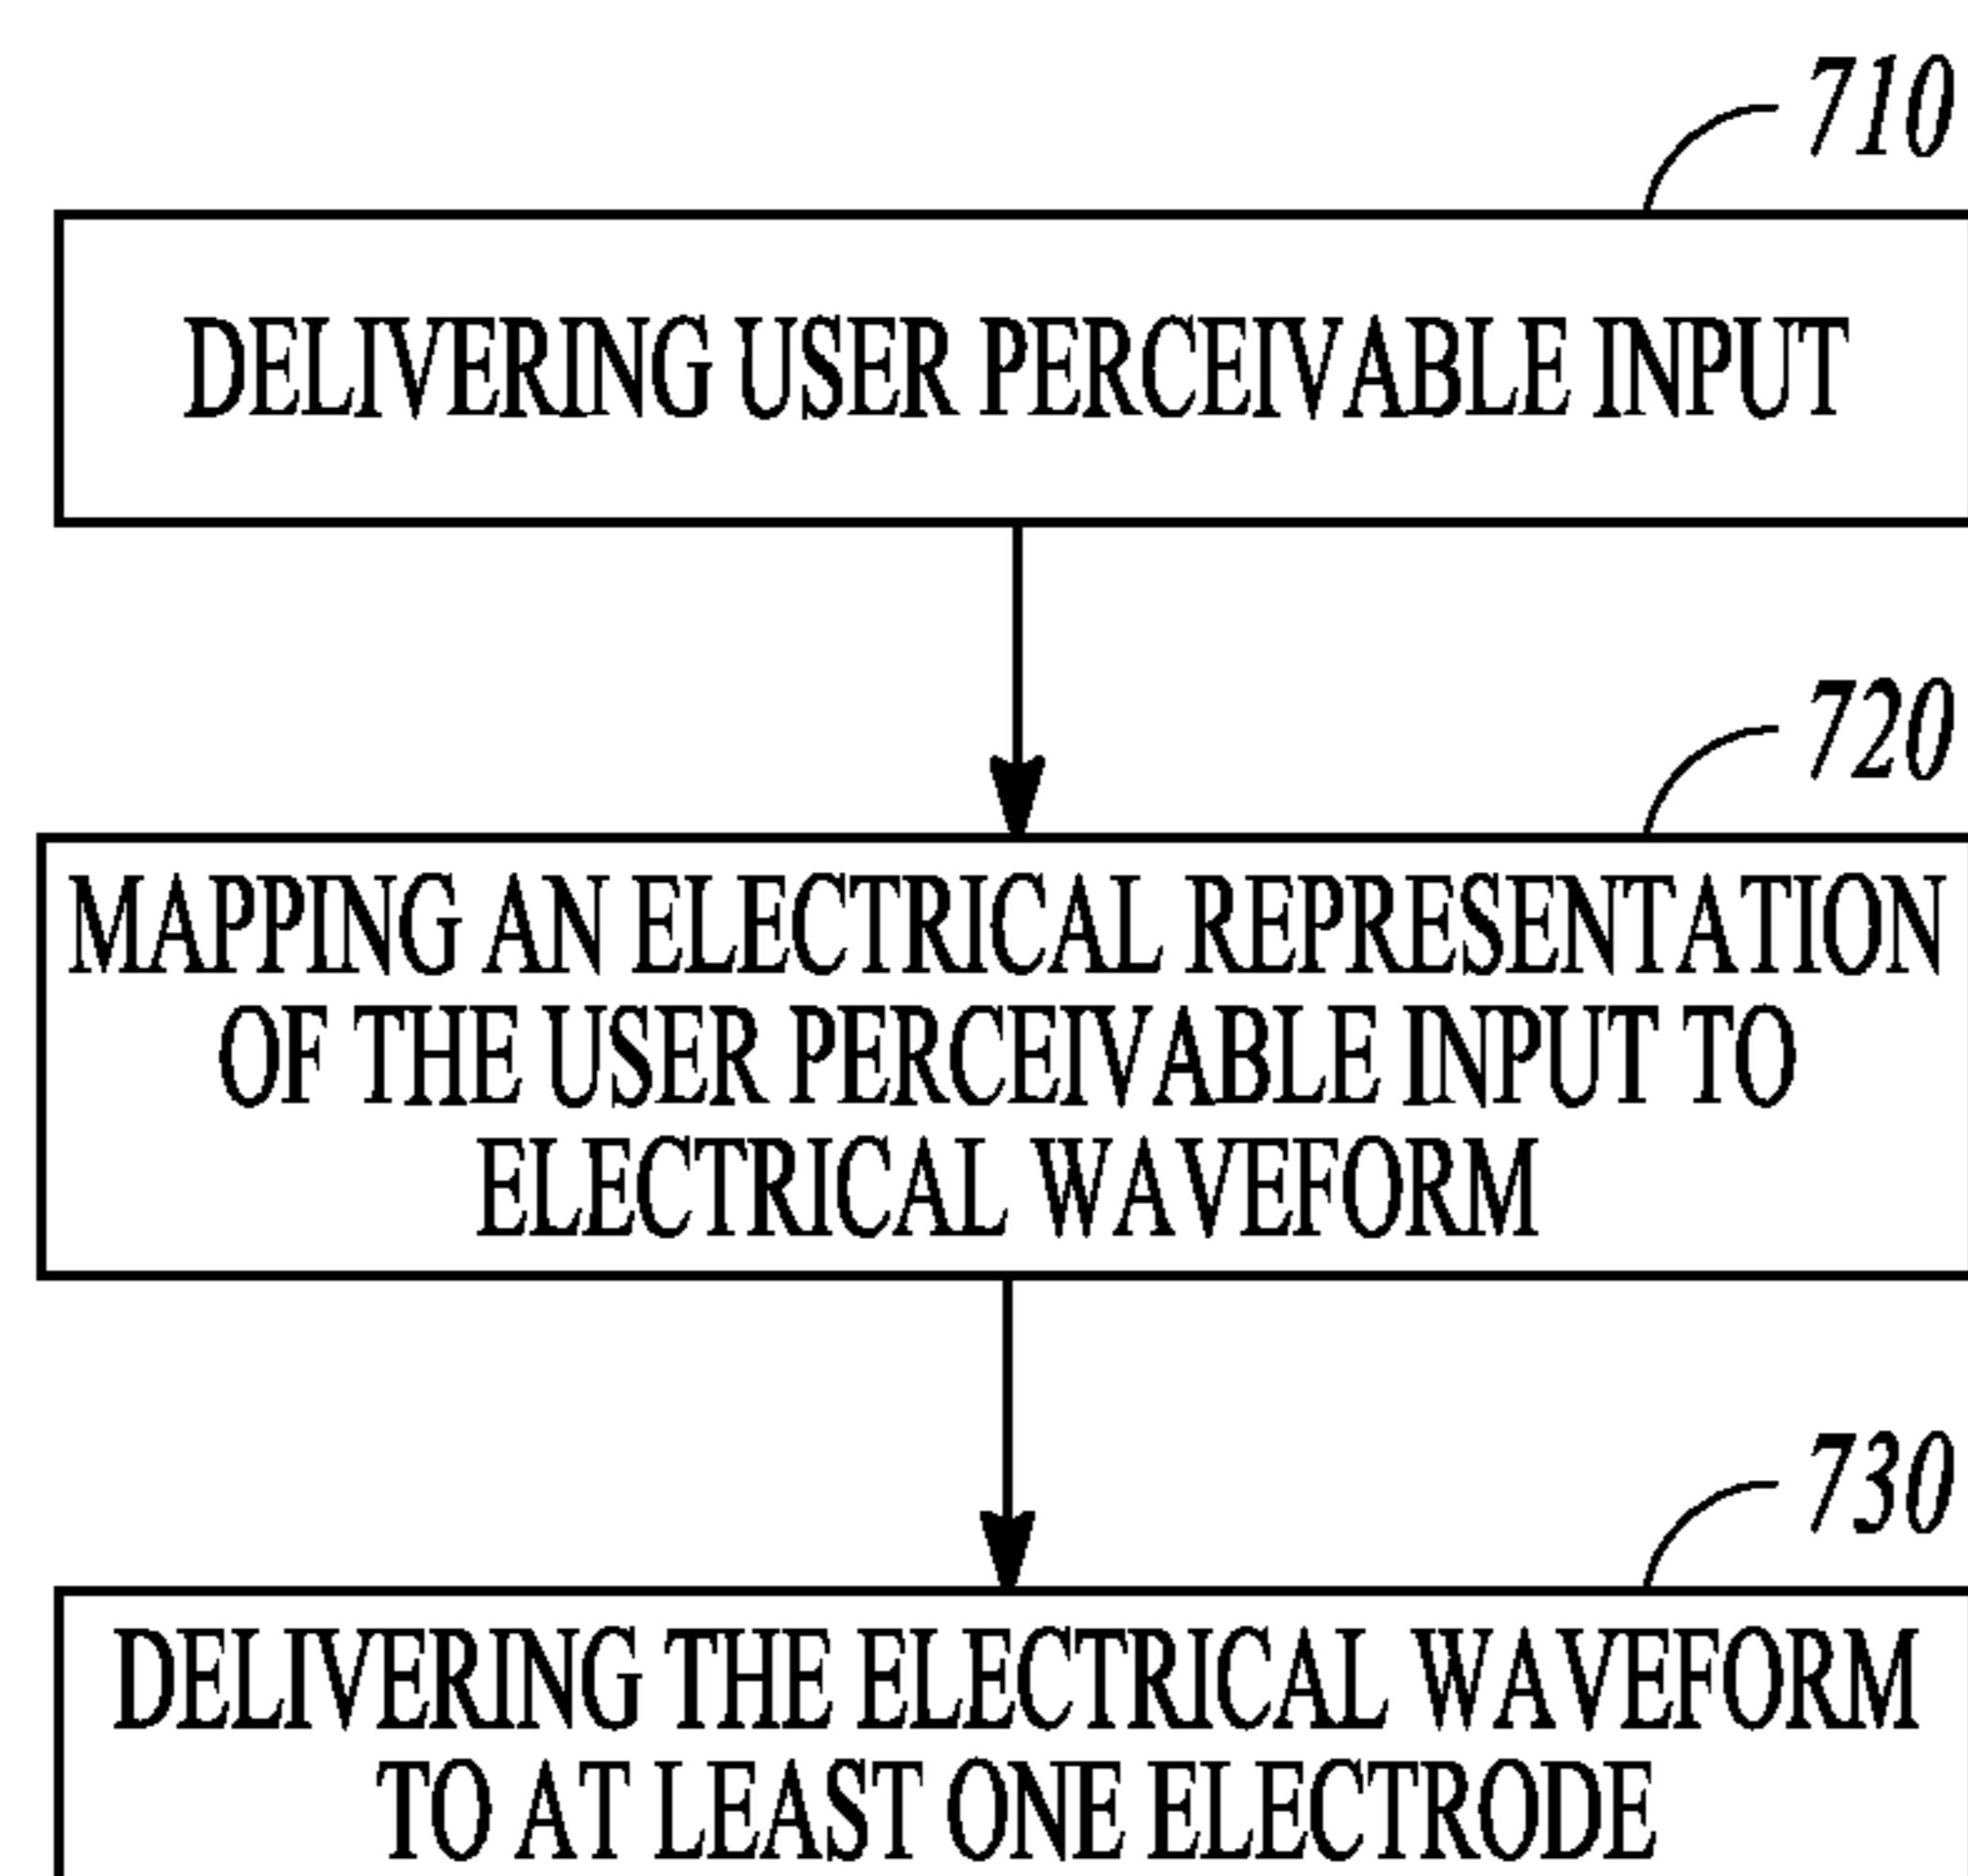 710
DELIVERING USER PERCEIVABLE INPUT
720
MAPPING AN ELECTRICAL REPRESENTATION
OF THE USER PERCEIVABLE INPUT TO
ELECTRICAL WAVEFORM
730
DELIVERING THE ELECTRICAL WAVEFORM
TO AT LEAST ONE ELECTRODE